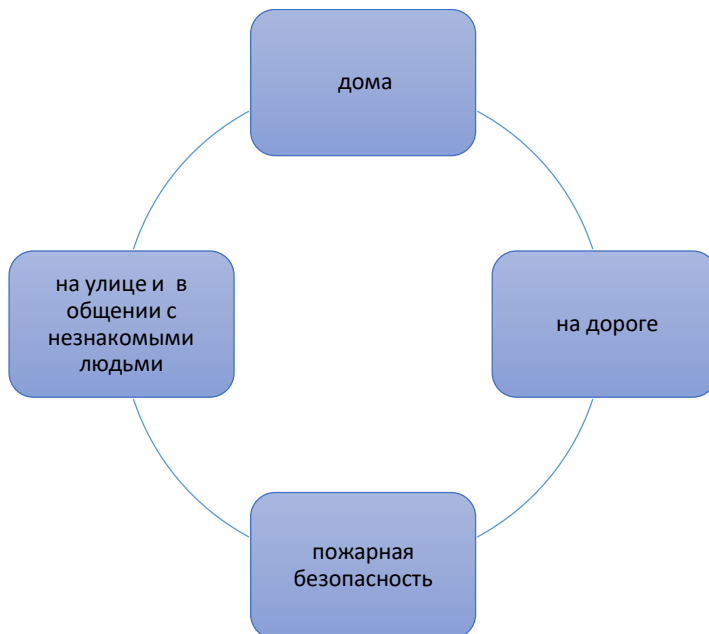 дома
на улице и в
общении с
незнакомыми
людьми
на дороге
пожарная
безопасность